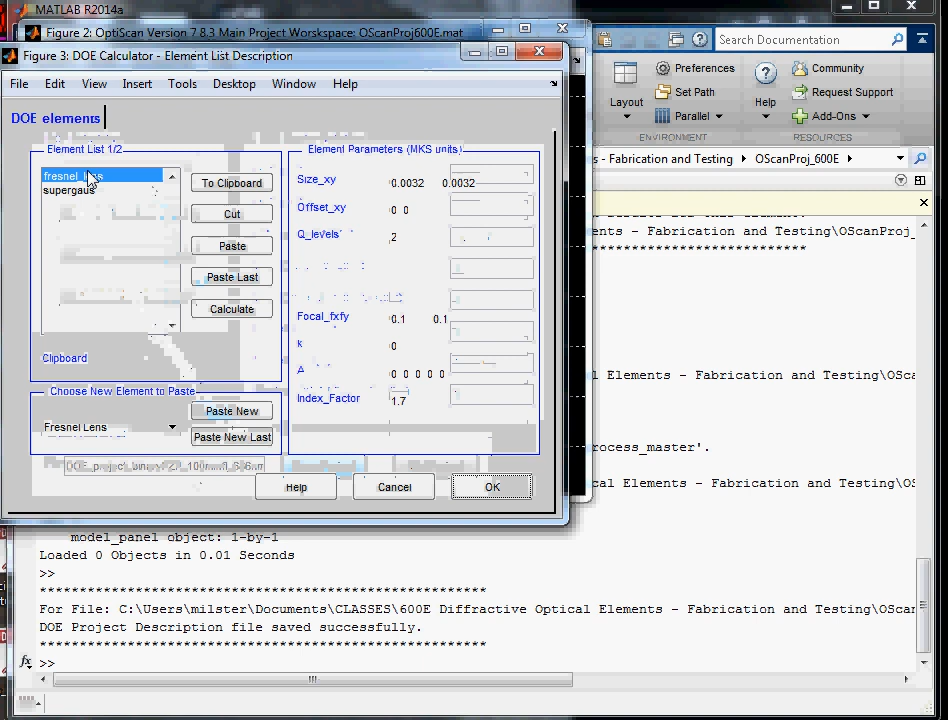 MATLAB R2014a
Figure 2: OptiScan Version 7.8.3 Main Project Worskspace: OScanProj600E.mat
Figure 3: DOE Calculator - Element List Description
File Edit View Insert Tools Desktop Window Help
DOE elements
Element List 1/2
fresnel_lens
supergaus
To Clipboard
Cut
Paste
Paste Last
Calculate
Clipboard
Choose New Element to Paste
Fresnel Lens
Paste New
Paste New Last
Element Parameters (MKS units)
Size_xy 0.0032 0.0032
Offset_xy 0 0
Q_levels 2
Focal_fxfy 0.1 0.1
k 0
A 0 0 0 0 0
Index_Factor 1.7
Help Cancel OK
Search Documentation
Layout
Preferences
Set Path
Parallel
ENVIRONMENT
Help
Community
Request Support
Add-Ons
RESOURCES
s - Fabrication and Testing OScanProj_600E
ents - Fabrication and Testing\OScanProj_
******************************
l Elements - Fabrication and Testing\OSca
rocess_master'.
cal Elements - Fabrication and Testing\OS
model_panel object: 1-by-1
Loaded 0 Objects in 0.01 Seconds
>>
**************************************************************
For File: C:\Users\milster\Documents\CLASSES\600E Diffractive Optical Elements - Fabrication and Testing\OScan
DOE Project Description file saved successfully.
**************************************************************
fx >>